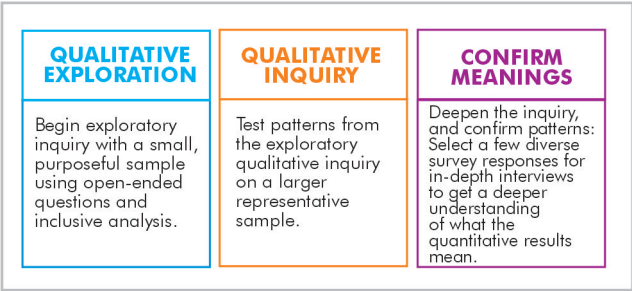 QUALITATIVE
EXPLORATION
Begin exploratory
inquiry with a small,
purposeful sample
using open-ended
questions and
inclusive analysis.
QUALITATIVE
INQUIRY
Test patterns from
the exploratory
qualitative inquiry
on a larger
representative
sample.
CONFIRM
MEANINGS
Deepen the inquiry,
and confirm patterns:
Select a few diverse
survey responses for
in-depth interviews
to get a deeper
understanding
of what the
quantitative results
mean.